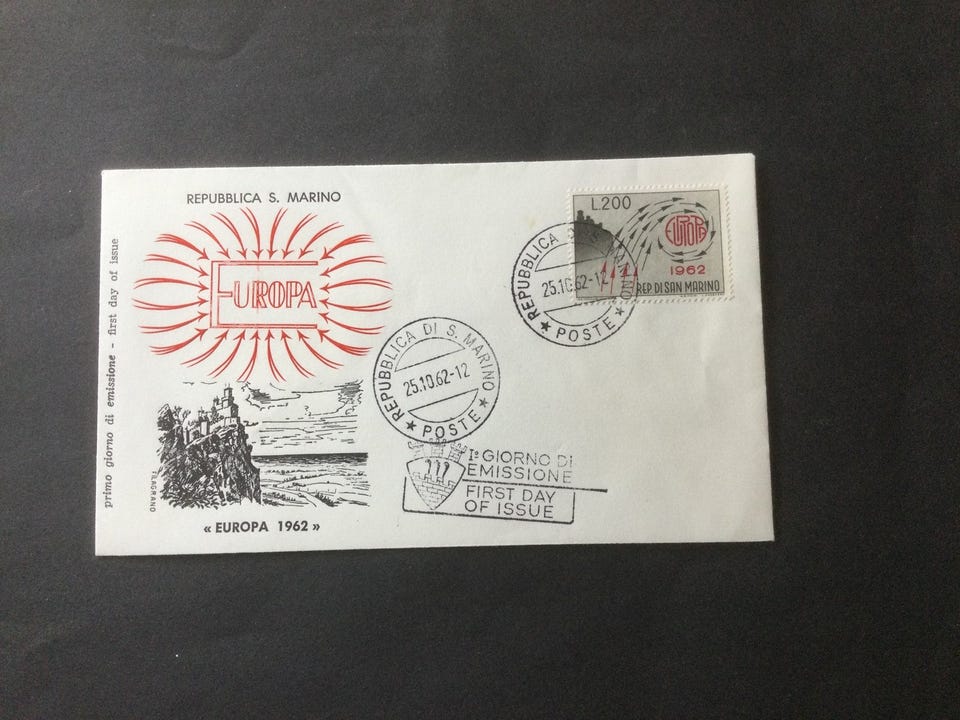 REPUBBLICA S. MARINO
primo giorno di emissione - first day of issue
EUROPA
FILAGRANO
« EUROPA 1962 »
REPUBBLICA DI S. MARINO
25.10.62-12
★ POSTE ★
I° GIORNO DI
EMISSIONE
FIRST DAY
OF ISSUE
REPUBBLICA MARINO
25.10.62-12
★ POSTE ★
L.200
EUROPA
1962
REP. DI SAN MARINO